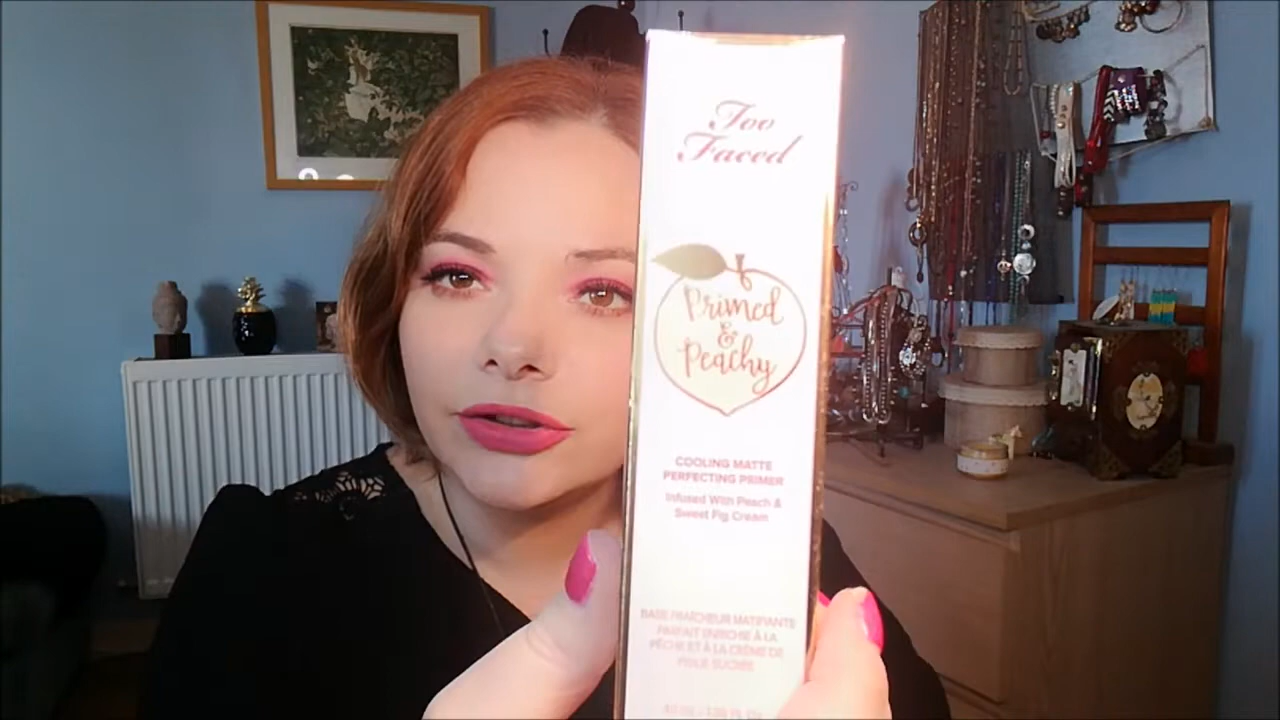 Too
Faced
Primed
&
Peachy
COOLING MATTE
PERFECTING PRIMER
Infused With Peach &
Sweet Fig Cream
BASE FRAÎCHEUR MATIFIANTE
PARFAIT ENRICHIE À LA
PÊCHE ET À LA CRÈME DE
FIGUE SUCRÉE